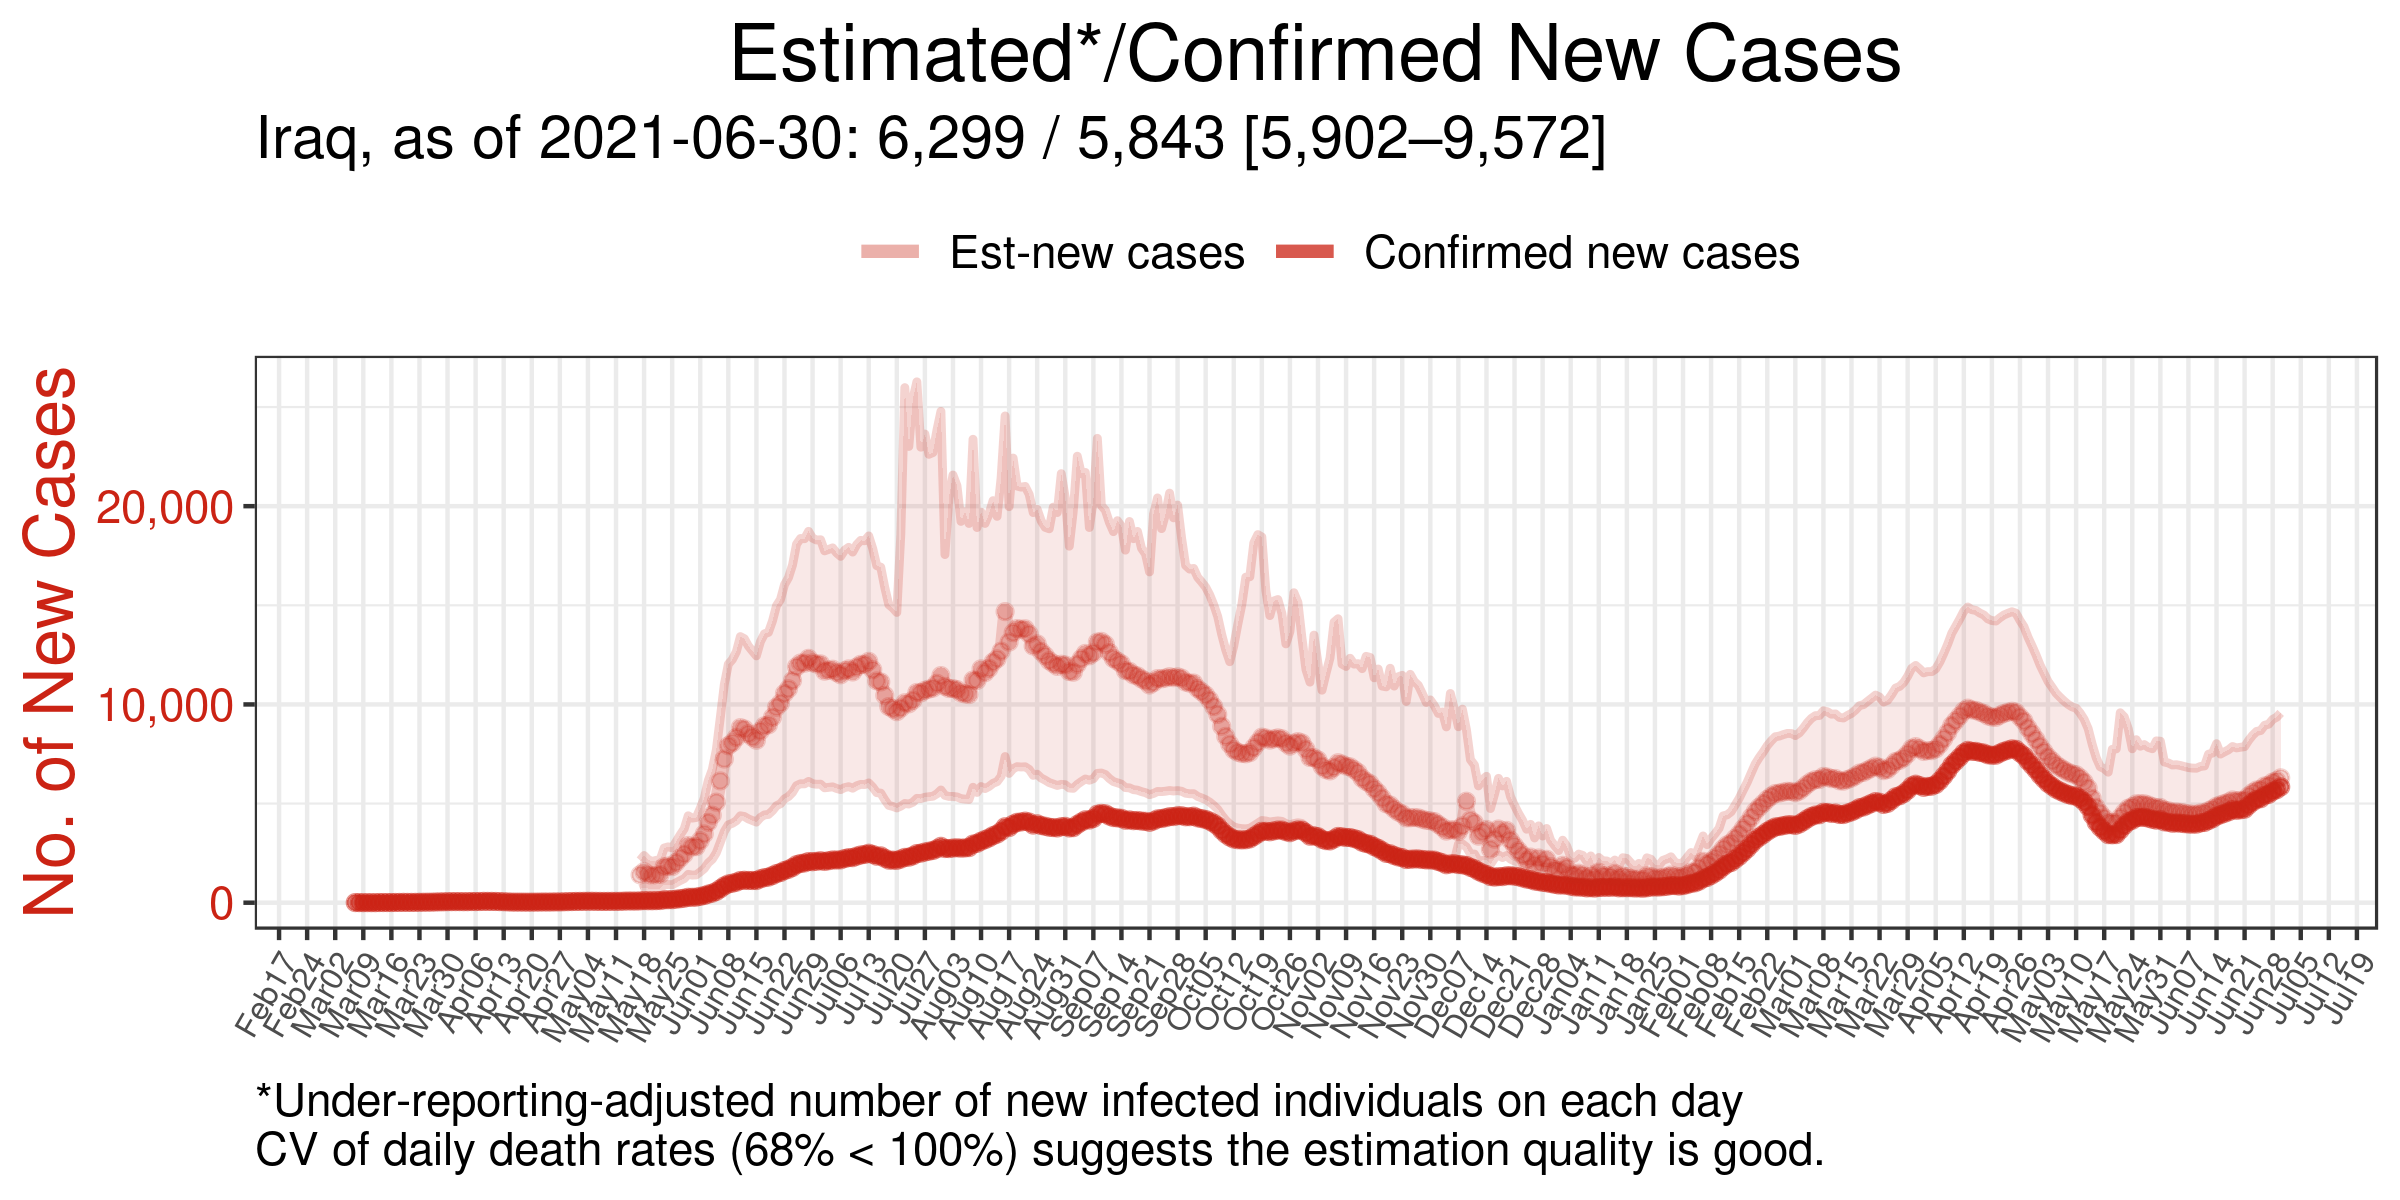 Estimated*/Confirmed New Cases
Iraq, as of 2021-06-30: 6,299 / 5,843 [5,902–9,572]
Est-new cases
Confirmed new cases
No. of New Cases
20,000
10,000
0
Feb17
Feb24
Mar02
Mar09
Mar16
Mar23
Mar30
Apr06
Apr13
Apr20
Apr27
May04
May11
May18
May25
Jun01
Jun08
Jun15
Jun22
Jun29
Jul06
Jul13
Jul20
Jul27
Aug03
Aug10
Aug17
Aug24
Aug31
Sep07
Sep14
Sep21
Sep28
Oct05
Oct12
Oct19
Oct26
Nov02
Nov09
Nov16
Nov23
Nov30
Dec07
Dec14
Dec21
Dec28
Jan04
Jan11
Jan18
Jan25
Feb01
Feb08
Feb15
Feb22
Mar01
Mar08
Mar15
Mar22
Mar29
Apr05
Apr12
Apr19
Apr26
May03
May10
May17
May24
May31
Jun07
Jun14
Jun21
Jun28
Jul05
Jul12
Jul19
*Under-reporting-adjusted number of new infected individuals on each day
CV of daily death rates (68% < 100%) suggests the estimation quality is good.